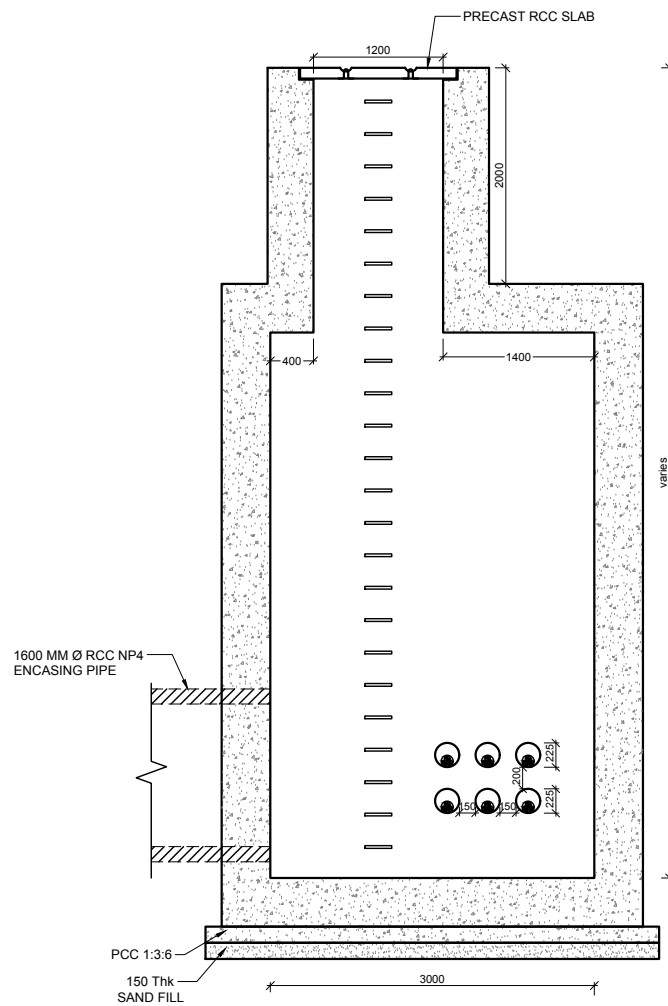 PRECAST RCC SLAB
1200
2000
400
1400
varies
1600 MM Ø RCC NP4
ENCASING PIPE
225
200
150
150
225
PCC 1:3:6
150 Thk
SAND FILL
3000